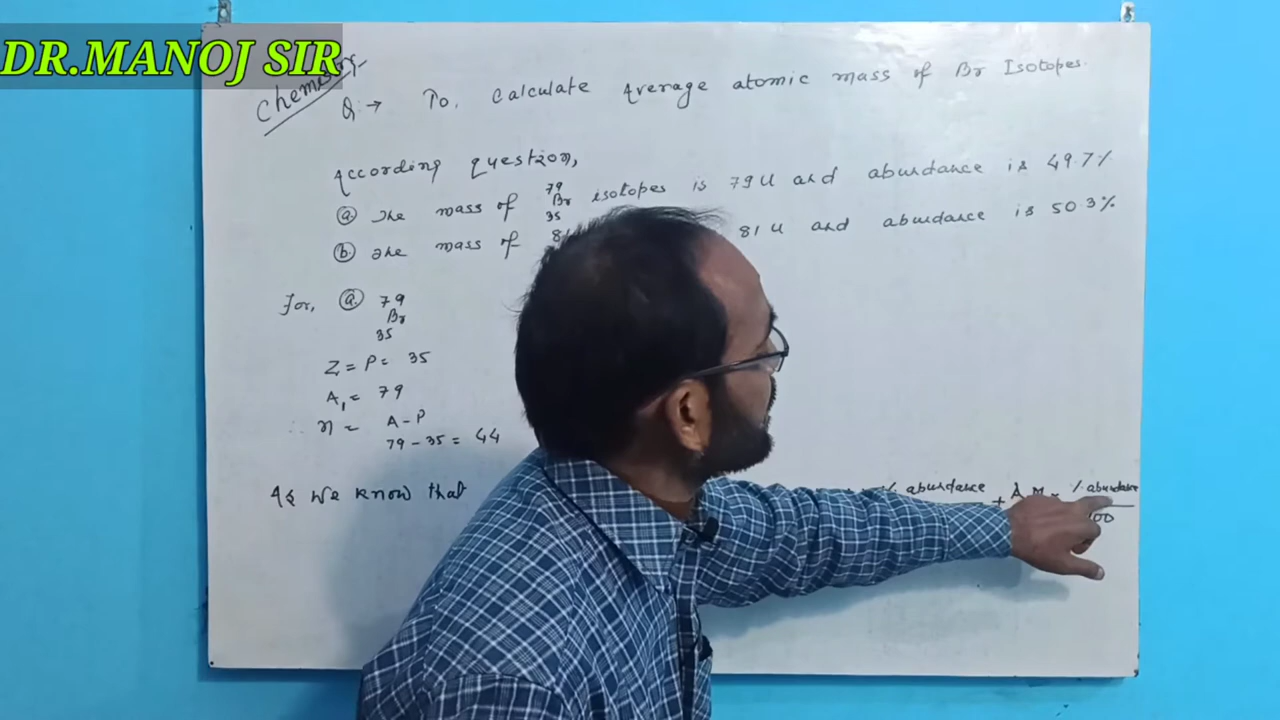 DR.MANOJ SIR
Chemistry
Q:→ To, Calculate Average atomic mass of Br Isotopes.
According question,
(a) The mass of 79 Br 35 isotopes is 79 U and abundance is 49.7%
(b) The mass of 81 U and abundance is 50.3%
For, (a) 79
Br
35
Z = P = 35
A₁ = 79
∴ n = A - P
79 - 35 = 44
As We know that % abundance + A.M × % abundance
100